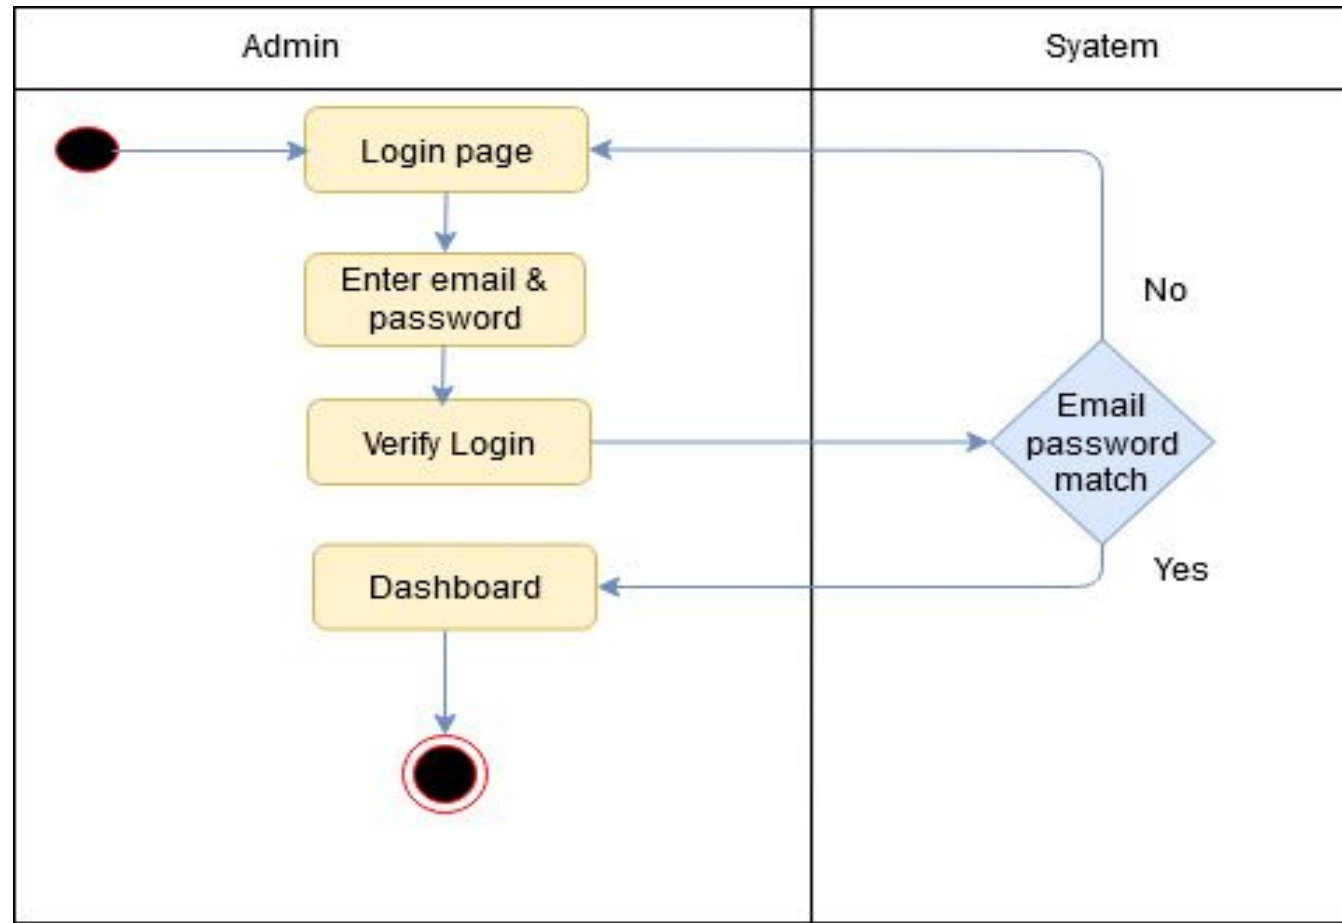 Admin
Syatem
Login page
Enter email &
password
No
Email
password
match
Verify Login
Yes
Dashboard